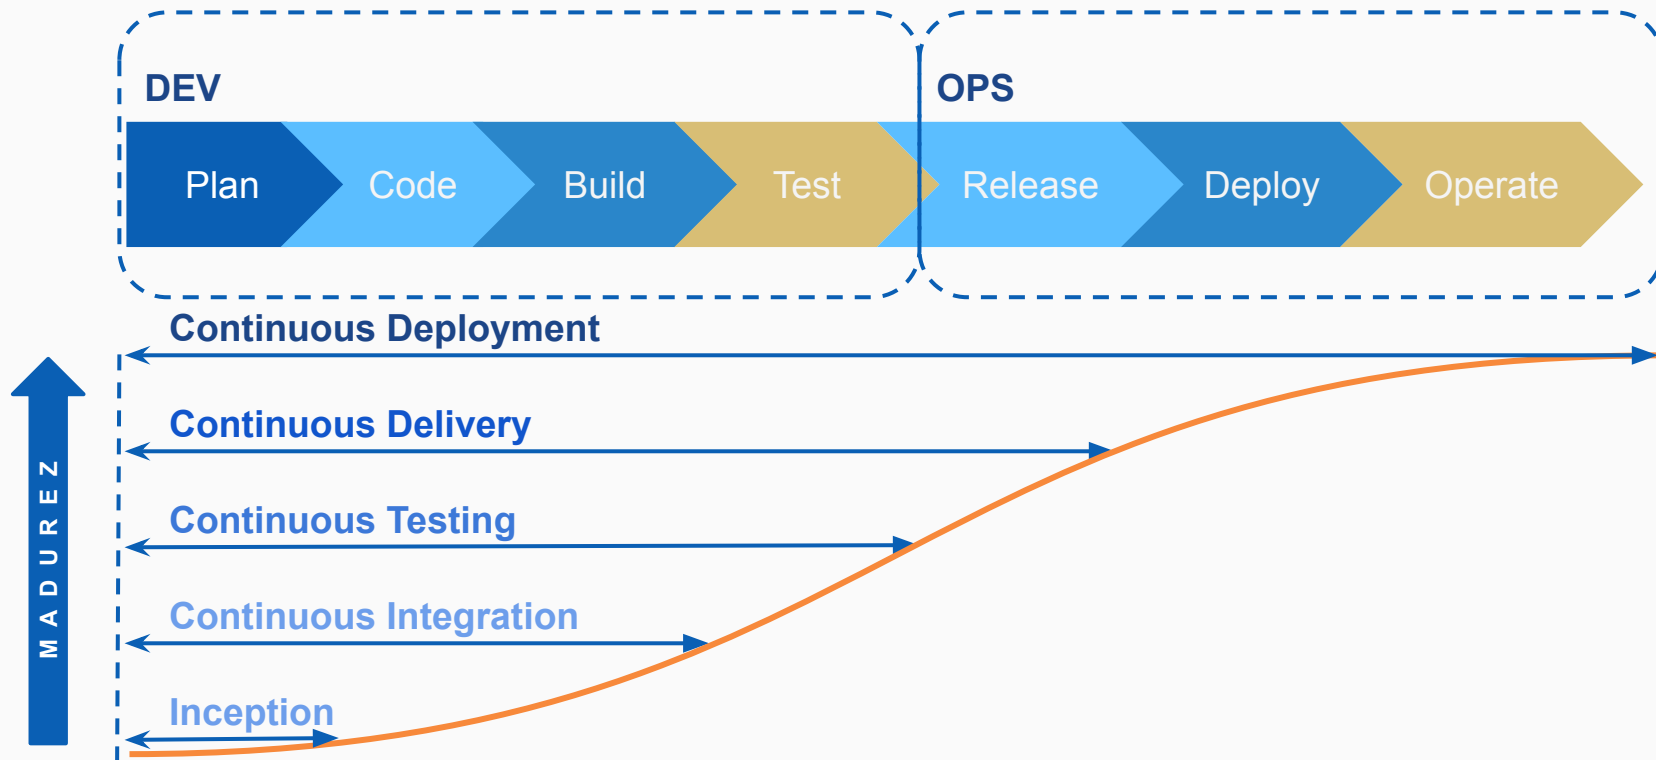 DEV
OPS
Plan
Code
Build
Test
Release
Deploy
Operate
Continuous Deployment
Continuous Delivery
Continuous Testing
Continuous Integration
Inception
MADUREZ